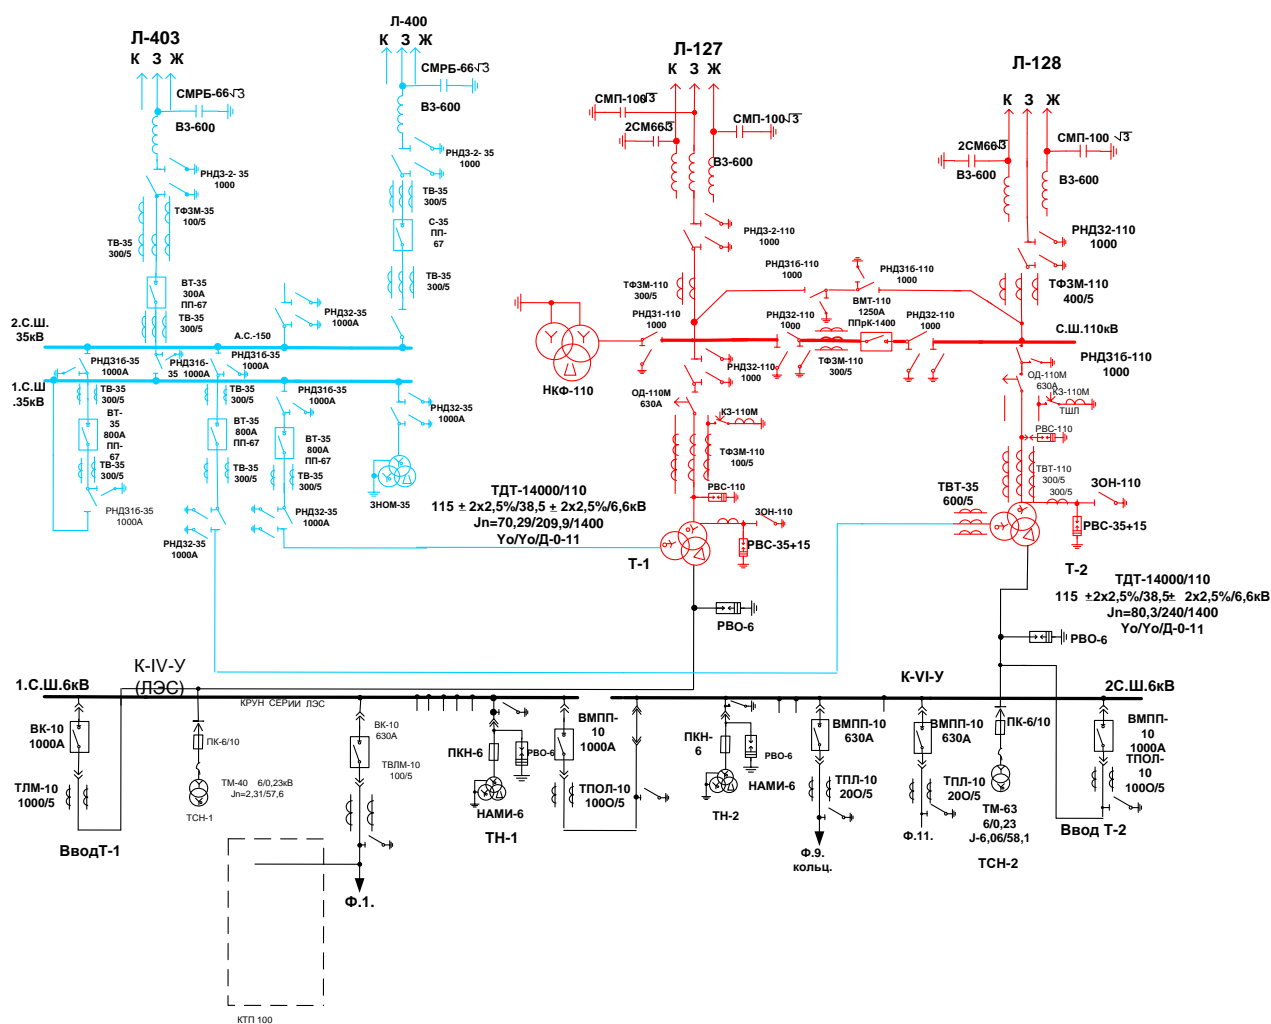 Л-403
К З Ж
СМРБ-66√3
ВЗ-600
РНДЗ-2- 35
1000
ТФЗМ-35
100/5
ТВ-35
300/5
ВТ-35
300А
ПП-67
ТВ-35
300/5
Л-400
К З Ж
СМРБ-66√3
ВЗ-600
РНДЗ-2- 35
1000
ТВ-35
300/5
С-35
ПП-
67
ТВ-35
300/5
РНД32-35
1000А
А.С.-150
2.С.Ш.
35кВ
1.С.Ш
.35кВ
РНД316-35
1000А
РНД316-
35
РНД316-35
1000А
РНД316-35
1000А
РНД32-35
1000А
ТВ-35
300/5
ВТ-
35
800А
ПП-
67
ТВ-35
300/5
РНД316-35
1000А
ТВ-35
300/5
ВТ-35
800А
ПП-67
ТВ-35
300/5
РНД32-35
1000А
ВТ-35
800А
ПП-67
ТВ-35
300/5
РНД32-35
1000А
ЗНОМ-35
Л-127
К З Ж
СМП-100√3
2СМ66√3
СМП-100√3
ВЗ-600
РНДЗ-2-110
1000
ТФЗМ-110
300/5
РНД31-110
1000
НКФ-110
РНД316-110
1000
РНД316-110
1000
ВМТ-110
1250А
ППрК-1400
РНД32-110
1000
РНД32-110
1000
ТФЗМ-110
300/5
РНД32-110
1000
ОД-110М
630А
КЗ-110М
ТФЗМ-110
100/5
РВС-110
ЗОН-110
РВС-35+15
Т-1
ТДТ-14000/110
115 ± 2х2,5%/38,5 ± 2х2,5%/6,6кВ
Jn=70,29/209,9/1400
Yo/Yo/Д-0-11
Л-128
К З Ж
2СМ66√3
СМП-100 √3
ВЗ-600
ВЗ-600
РНД32-110
1000
ТФЗМ-110
400/5
С.Ш.110кВ
РНД316-110
1000
ОД-110М
630А
КЗ-110М
ТШЛ
РВС-110
ТВТ-110
300/5
300/5
ТВТ-35
600/5
ЗОН-110
РВС-35+15
Т-2
ТДТ-14000/110
115 ±2х2,5%/38,5± 2х2,5%/6,6кВ
Jn=80,3/240/1400
Yo/Yo/Д-0-11
РВО-6
РВО-6
К-IV-У
(ЛЭС)
К-VI-У
1.С.Ш.6кВ
2С.Ш.6кВ
КРУН СЕРИИ ЛЭС
ВК-10
1000А
ТЛМ-10
1000/5
ВводТ-1
ПК-6/10
ТМ-40 6/0,23кВ
Jn=2,31/57,6
ТСН-1
ВК-10
630А
ТВЛМ-10
100/5
Ф.1.
КТП 100
ПКН-6
РВО-6
НАМИ-6
ТН-1
ВМПП-
10
1000А
ТПОЛ-10
100О/5
ПКН-
6
РВО-6
НАМИ-6
ТН-2
ВМПП-10
630А
ТПЛ-10
20О/5
Ф.9.
кольц.
ВМПП-10
630А
ТПЛ-10
20О/5
Ф.11.
ПК-6/10
ТМ-63
6/0,23
J-6,06/58,1
ТСН-2
ВМПП-
10
1000А
ТПОЛ-
10
100О/5
Ввод Т-2